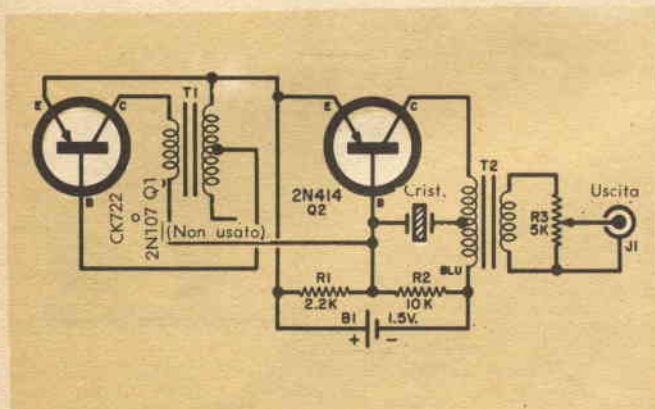 E
C
T1
B
CK722
o
2N107 Q1
(Non usato)
E
C
2N414
Q2
B
Crist.
T2
BLU
R1
2.2K
R2
10K
B1
1.5V.
+
-
R3
5K
Uscita
J1